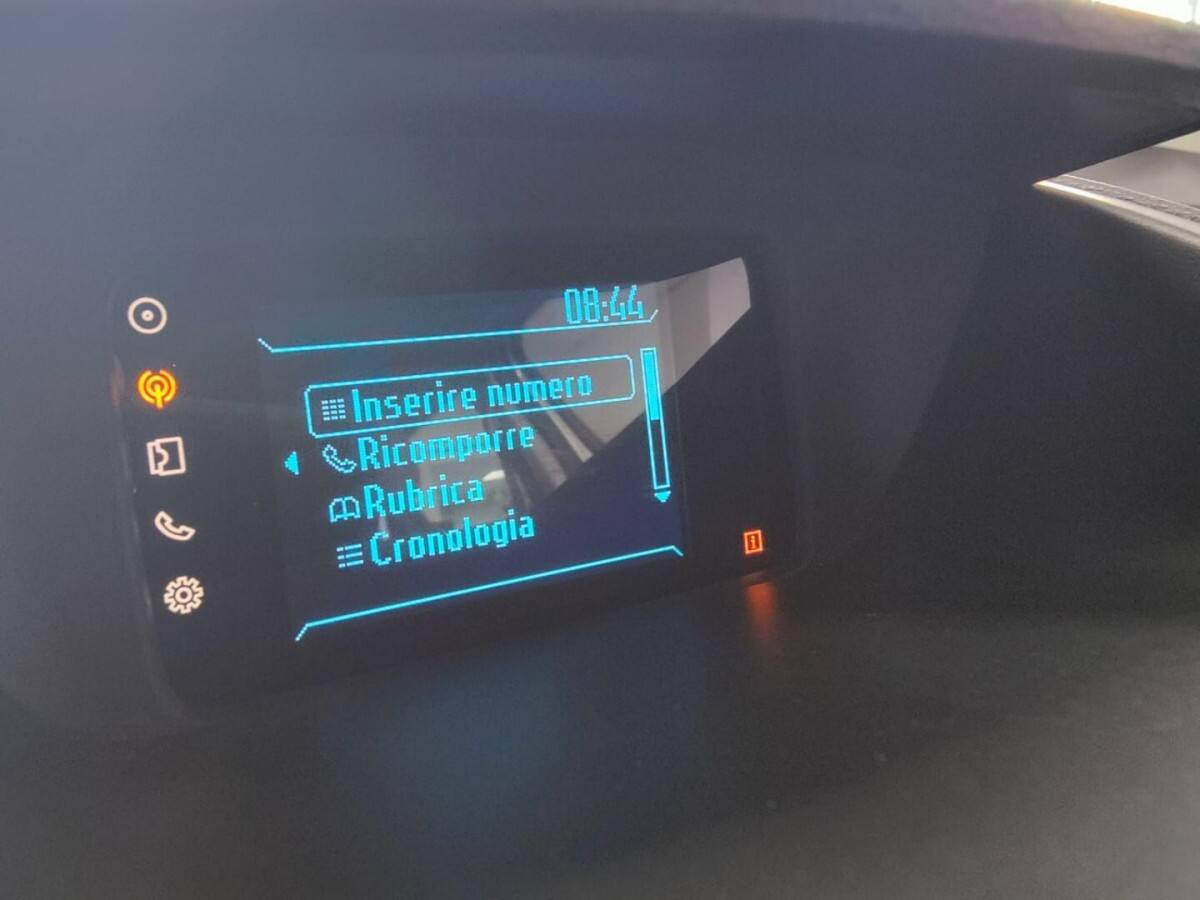 08:44
Inserire numero
Ricomporre
Rubrica
Cronologia